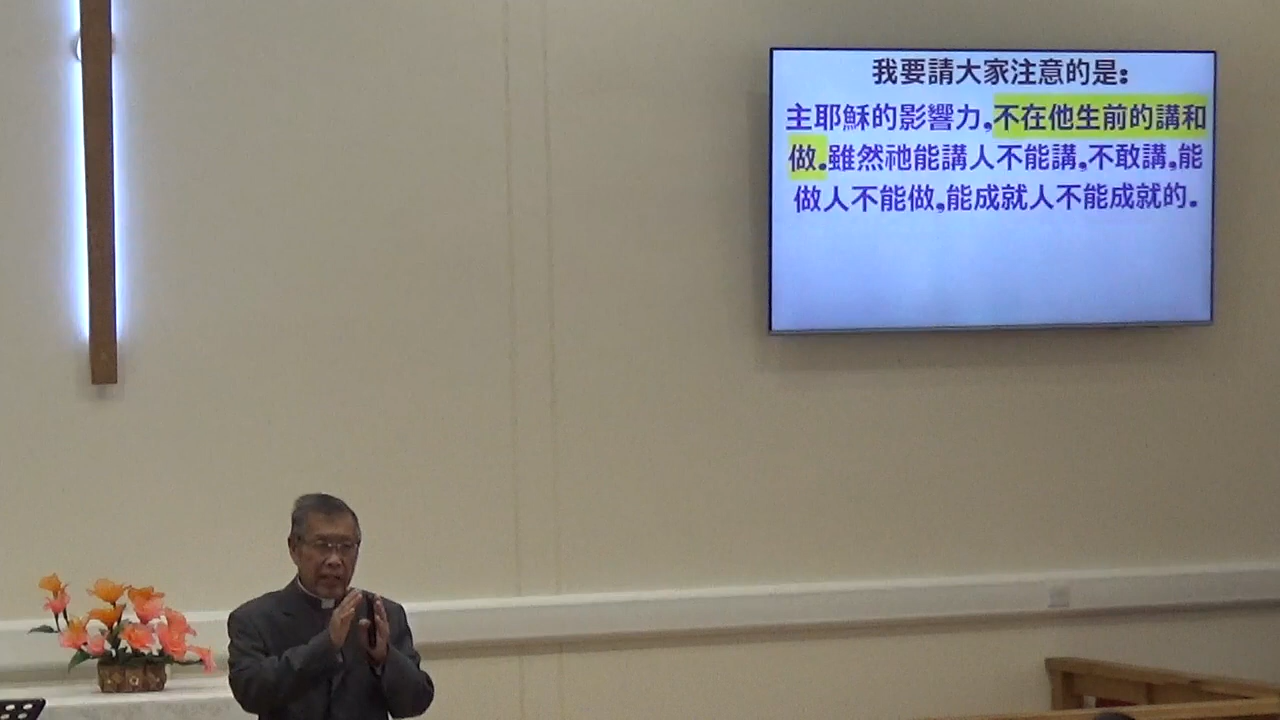 我要請大家注意的是:
主耶穌的影響力,不在他生前的講和
做.雖然祂能講人不能講,不敢講,能
做人不能做,能成就人不能成就的.